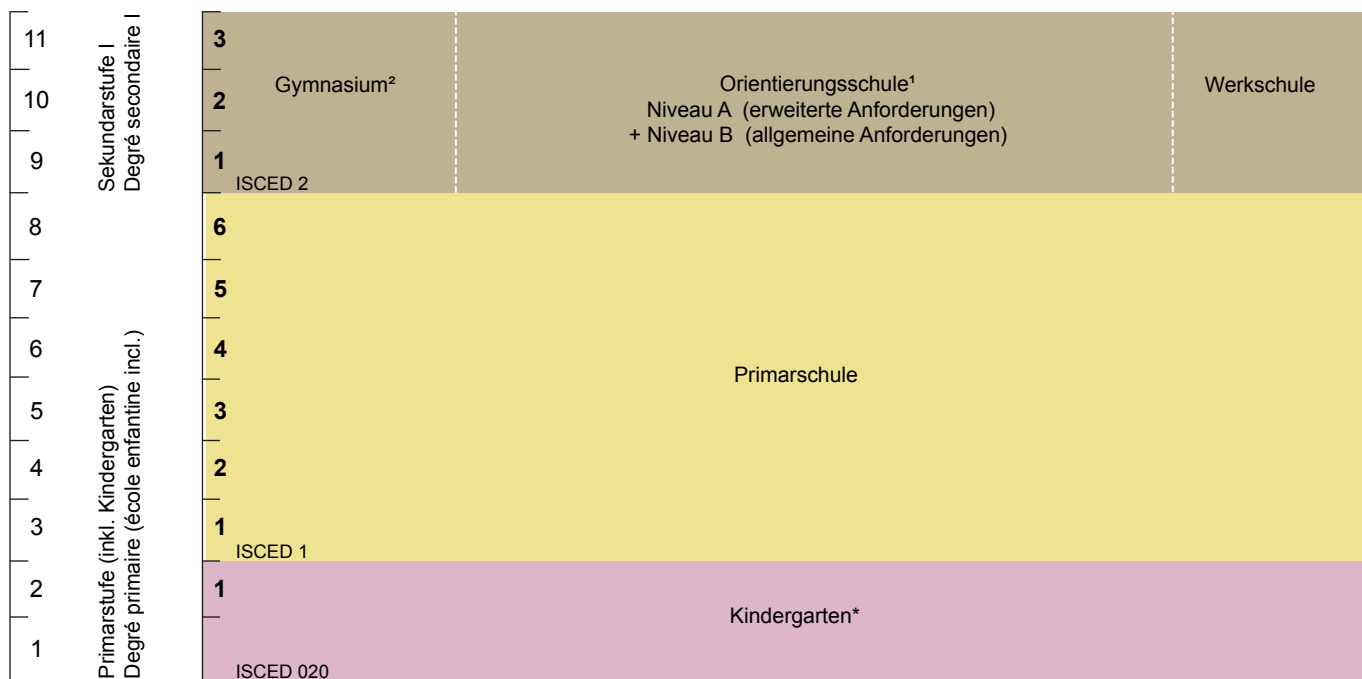 11
10
9
8
7
6
5
4
3
2
1
Sekundarstufe I
Degré secondaire I
Primarstufe (inkl. Kindergarten)
Degré primaire (école enfantine incl.)
3
2
1
ISCED 2
Gymnasium²
Orientierungsschule¹
Niveau A (erweiterte Anforderungen)
+ Niveau B (allgemeine Anforderungen)
Werkschule
6
5
4
3
2
1
ISCED 1
Primarschule
1
Kindergarten*
ISCED 020